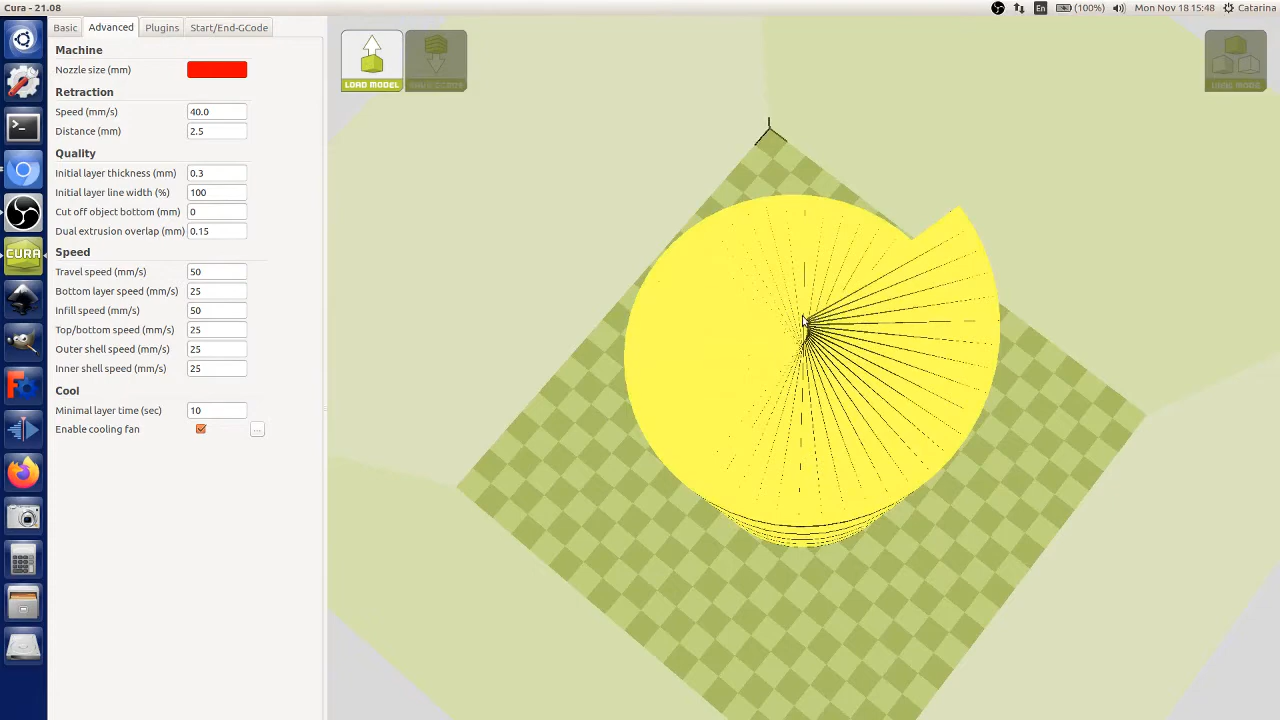 Cura - 21.08
En
(100%)
Mon Nov 18 15:48
Catarina
Basic
Advanced
Plugins
Start/End-GCode
Machine
Nozzle size (mm)
Retraction
Speed (mm/s) 40.0
Distance (mm) 2.5
Quality
Initial layer thickness (mm) 0.3
Initial layer line width (%) 100
Cut off object bottom (mm) 0
Dual extrusion overlap (mm) 0.15
Speed
Travel speed (mm/s) 50
Bottom layer speed (mm/s) 25
Infill speed (mm/s) 50
Top/bottom speed (mm/s) 25
Outer shell speed (mm/s) 25
Inner shell speed (mm/s) 25
Cool
Minimal layer time (sec) 10
Enable cooling fan
...
LOAD MODEL
CURA